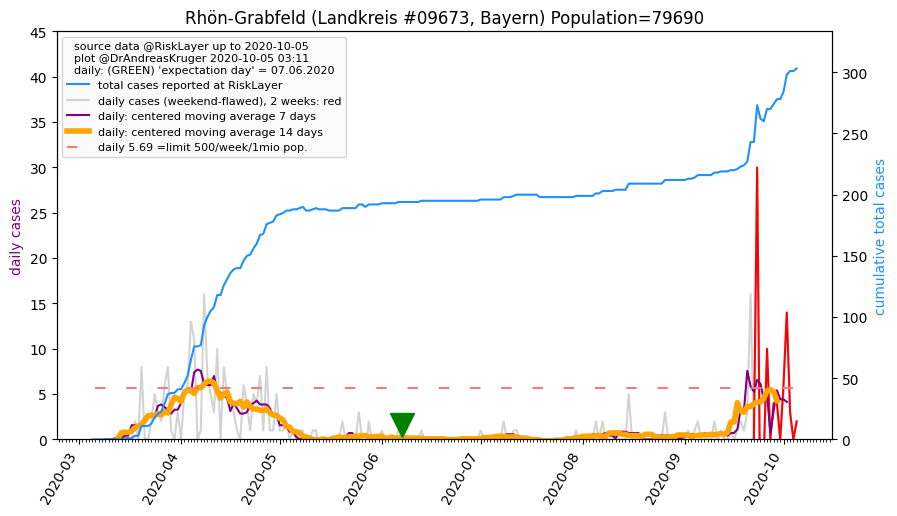 Rhön-Grabfeld (Landkreis #09673, Bayern) Population=79690
source data @RiskLayer up to 2020-10-05
plot @DrAndreasKruger 2020-10-05 03:11
daily: (GREEN) 'expectation day' = 07.06.2020
total cases reported at RiskLayer
daily cases (weekend-flawed), 2 weeks: red
daily: centered moving average 7 days
daily: centered moving average 14 days
daily 5.69 =limit 500/week/1mio pop.
daily cases
45
40
35
30
25
20
15
10
5
0
cumulative total cases
300
250
200
150
100
50
0
2020-03
2020-04
2020-05
2020-06
2020-07
2020-08
2020-09
2020-10